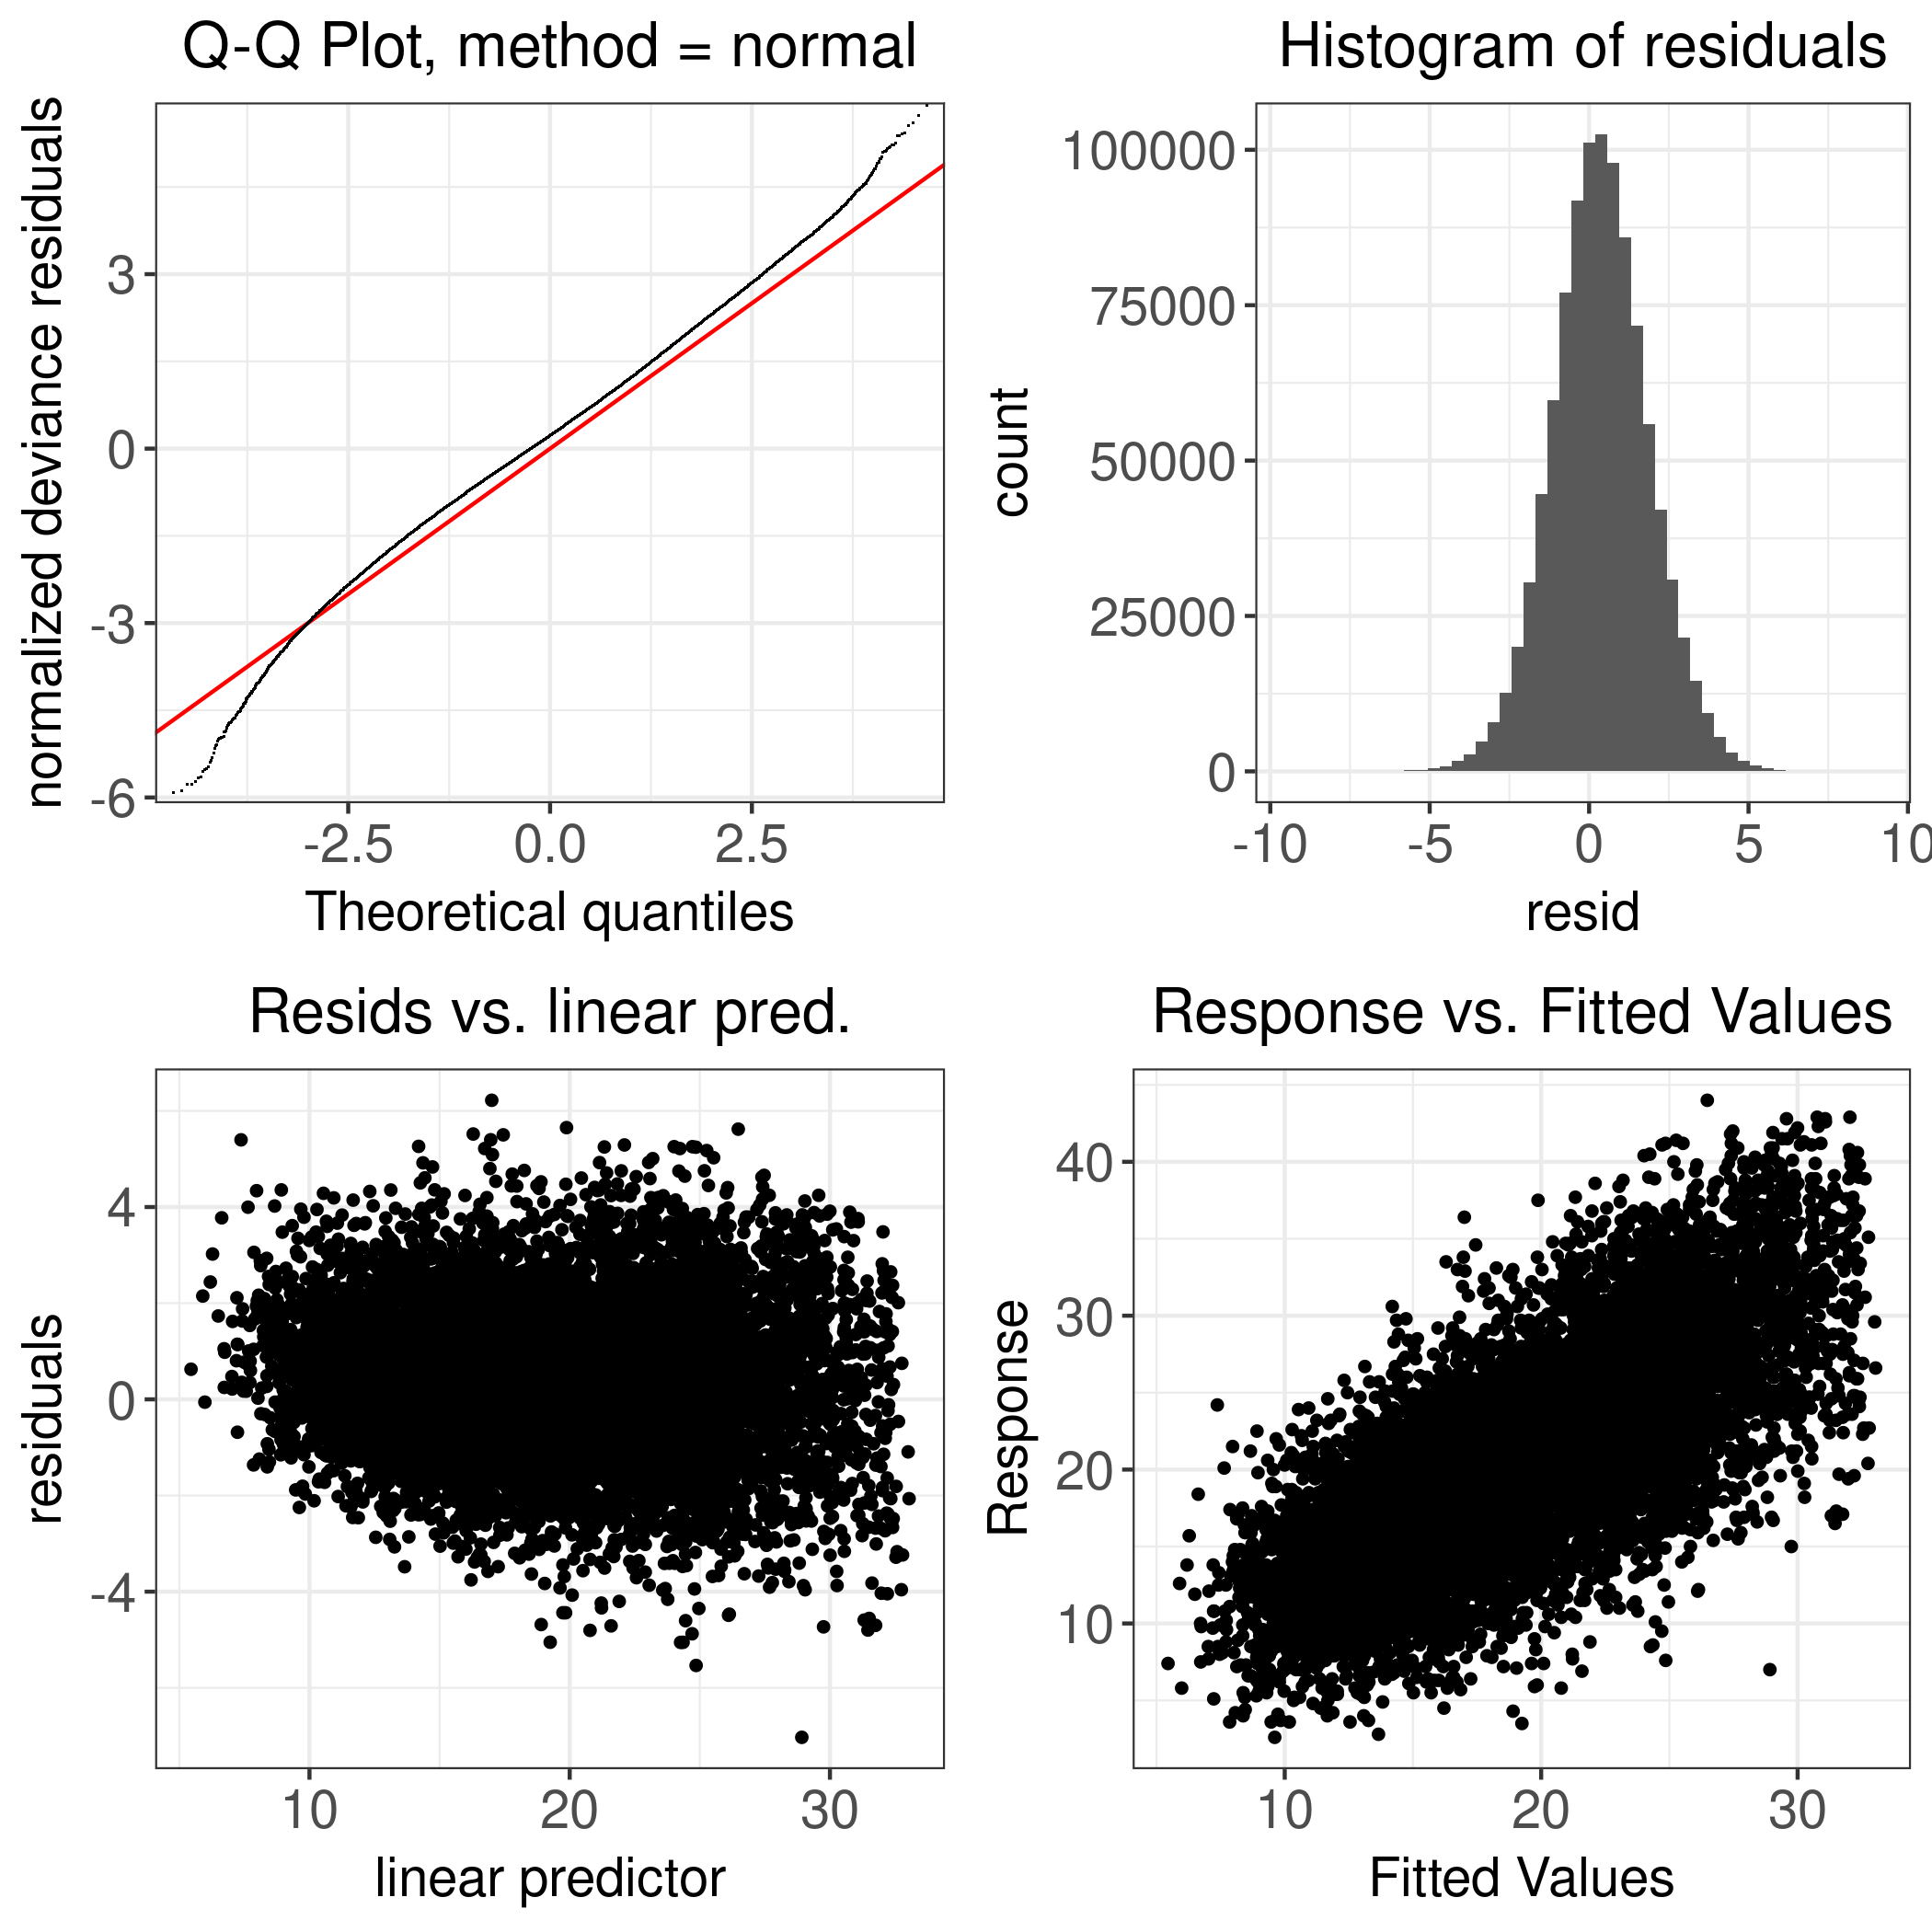 Q-Q Plot, method = normal
normalized deviance residuals
3
0
-3
-6
-2.5 0.0 2.5
Theoretical quantiles
Histogram of residuals
count
100000
75000
50000
25000
0
-10 -5 0 5 10
resid
Resids vs. linear pred.
residuals
4
0
-4
10 20 30
linear predictor
Response vs. Fitted Values
Response
40
30
20
10
10 20 30
Fitted Values